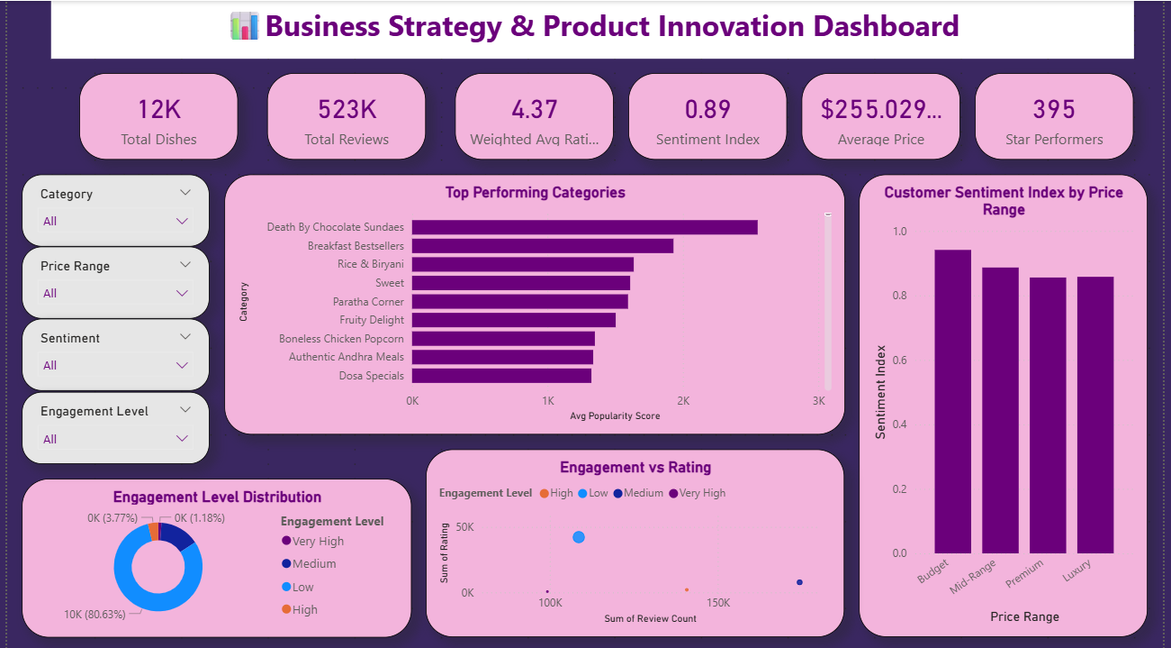 Business Strategy & Product Innovation Dashboard
12K
Total Dishes
523K
Total Reviews
4.37
Weighted Avg Rati...
0.89
Sentiment Index
$255.029...
Average Price
395
Star Performers
Category
All
Price Range
All
Sentiment
All
Engagement Level
All
Top Performing Categories
Category
Death By Chocolate Sundaes
Breakfast Bestsellers
Rice & Biryani
Sweet
Paratha Corner
Fruity Delight
Boneless Chicken Popcorn
Authentic Andhra Meals
Dosa Specials
0K 1K 2K 3K
Avg Popularity Score
Customer Sentiment Index by Price
Range
Sentiment Index
1.0
0.8
0.6
0.4
0.2
0.0
Budget
Mid-Range
Premium
Luxury
Price Range
Engagement Level Distribution
0K (3.77%)
0K (1.18%)
10K (80.63%)
Engagement Level
Very High
Medium
Low
High
Engagement vs Rating
Engagement Level High Low Medium Very High
Sum of Rating
50K
0K
100K 150K
Sum of Review Count